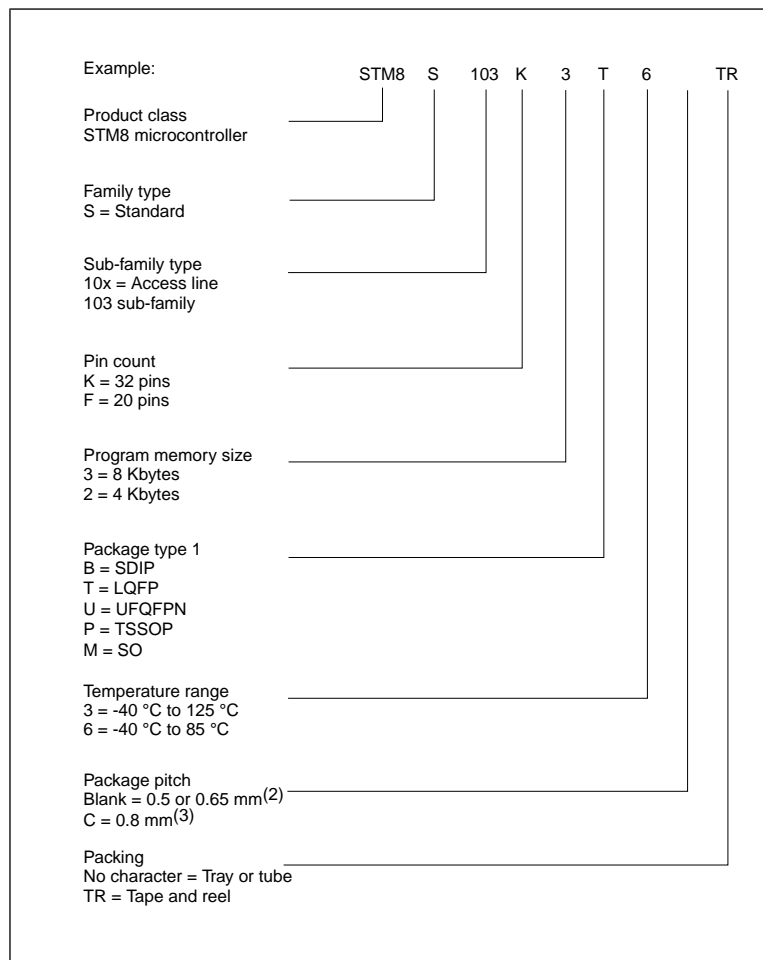 Example: STM8 S 103 K 3 T 6 TR
Product class
STM8 microcontroller
Family type
S = Standard
Sub-family type
10x = Access line
103 sub-family
Pin count
K = 32 pins
F = 20 pins
Program memory size
3 = 8 Kbytes
2 = 4 Kbytes
Package type 1
B = SDIP
T = LQFP
U = UFQFPN
P = TSSOP
M = SO
Temperature range
3 = -40 °C to 125 °C
6 = -40 °C to 85 °C
Package pitch
Blank = 0.5 or 0.65 mm(2)
C = 0.8 mm(3)
Packing
No character = Tray or tube
TR = Tape and reel